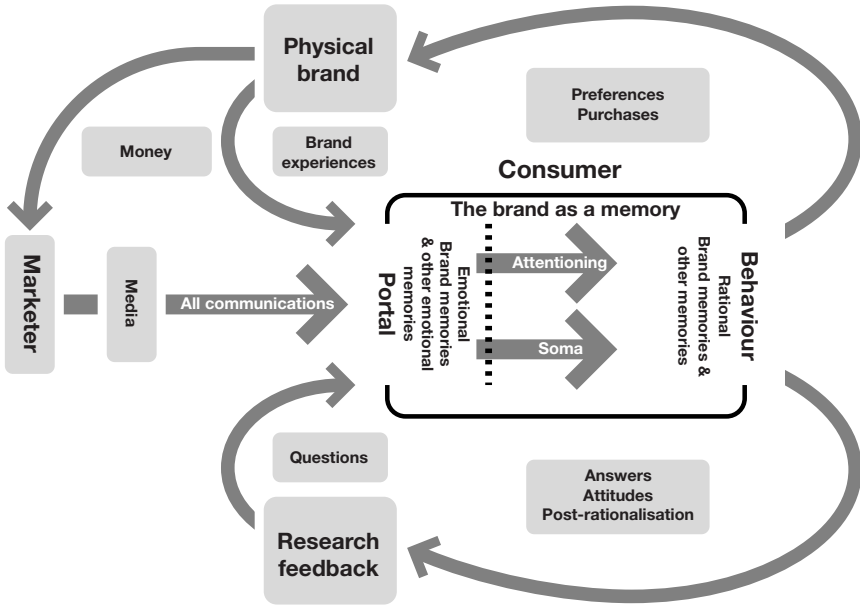 Physical
brand
Preferences
Purchases
Money
Brand
experiences
Consumer
The brand as a memory
Marketer
Media
All communications
Portal
Emotional
Brand memories
& other emotional
memories
Attentioning
Soma
Rational
Brand memories &
other memories
Behaviour
Questions
Answers
Attitudes
Post-rationalisation
Research
feedback